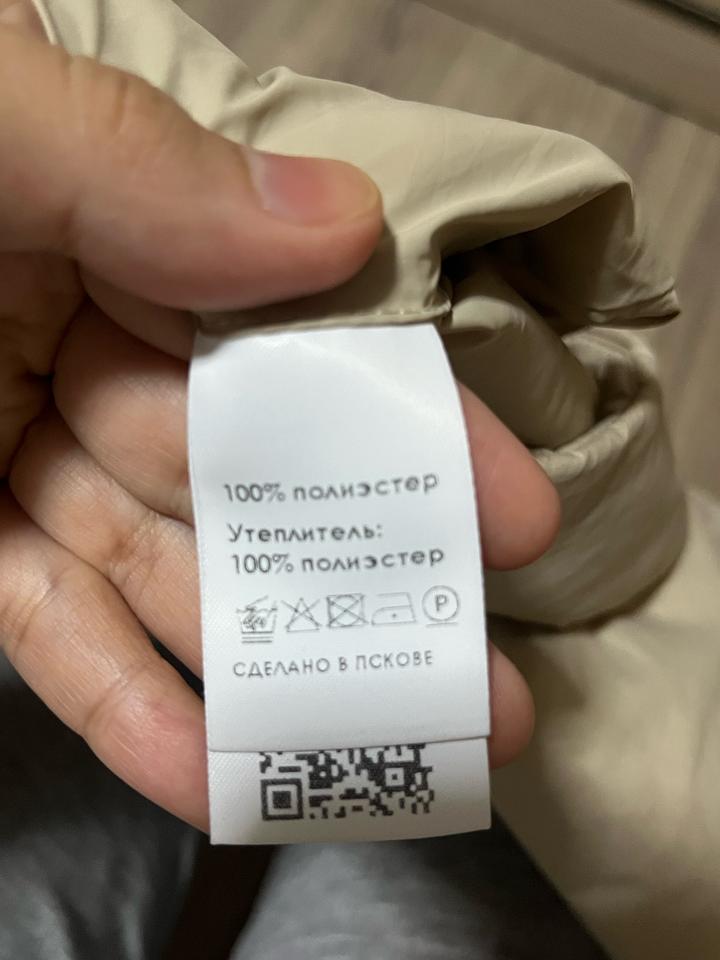 100% полиэстер
Утеплитель:
100% полиэстер
P
СДЕЛАНО В ПСКОВЕ